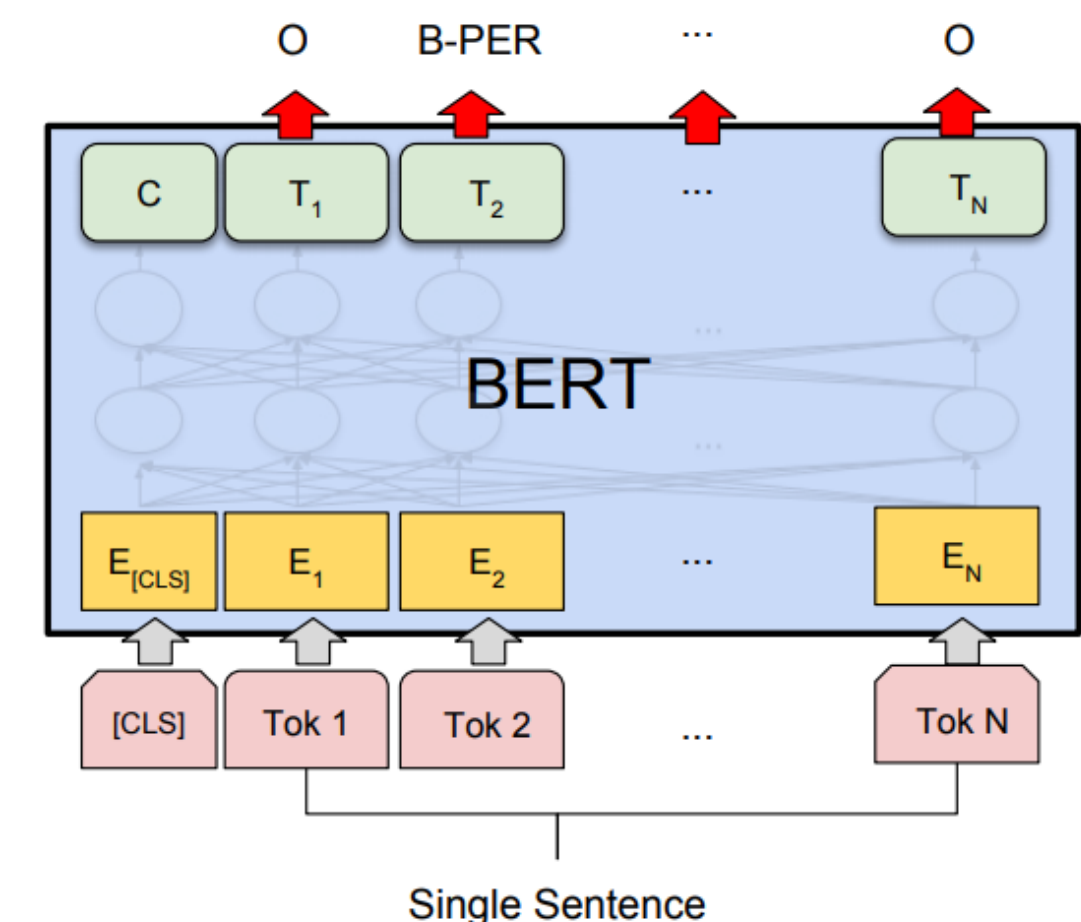 O B-PER ... O
C T1 T2 ... TN
...
BERT
...
E[CLS] E1 E2 ... EN
[CLS] Tok 1 Tok 2 ... Tok N
Single Sentence